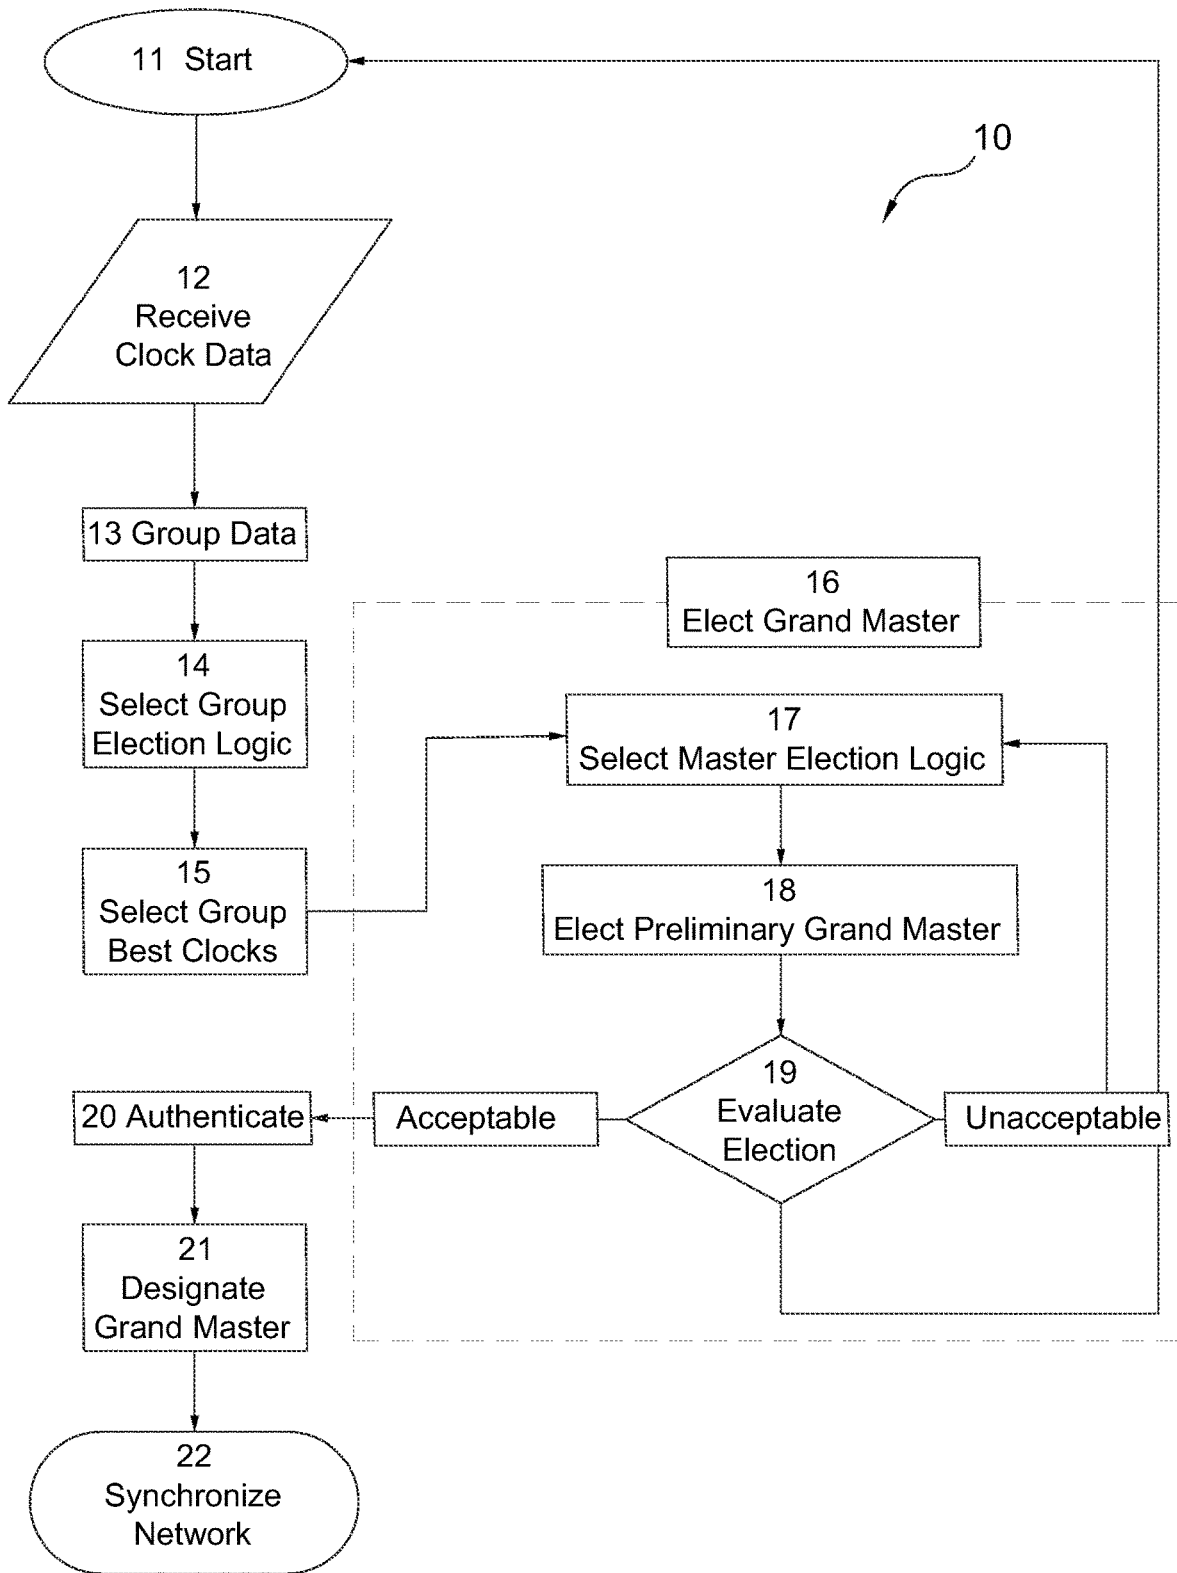 11 Start
10
12
Receive
Clock Data
13 Group Data
16
Elect Grand Master
14
Select Group
Election Logic
17
Select Master Election Logic
15
Select Group
Best Clocks
18
Elect Preliminary Grand Master
19
Evaluate
Election
Acceptable
Unacceptable
20 Authenticate
21
Designate
Grand Master
22
Synchronize
Network